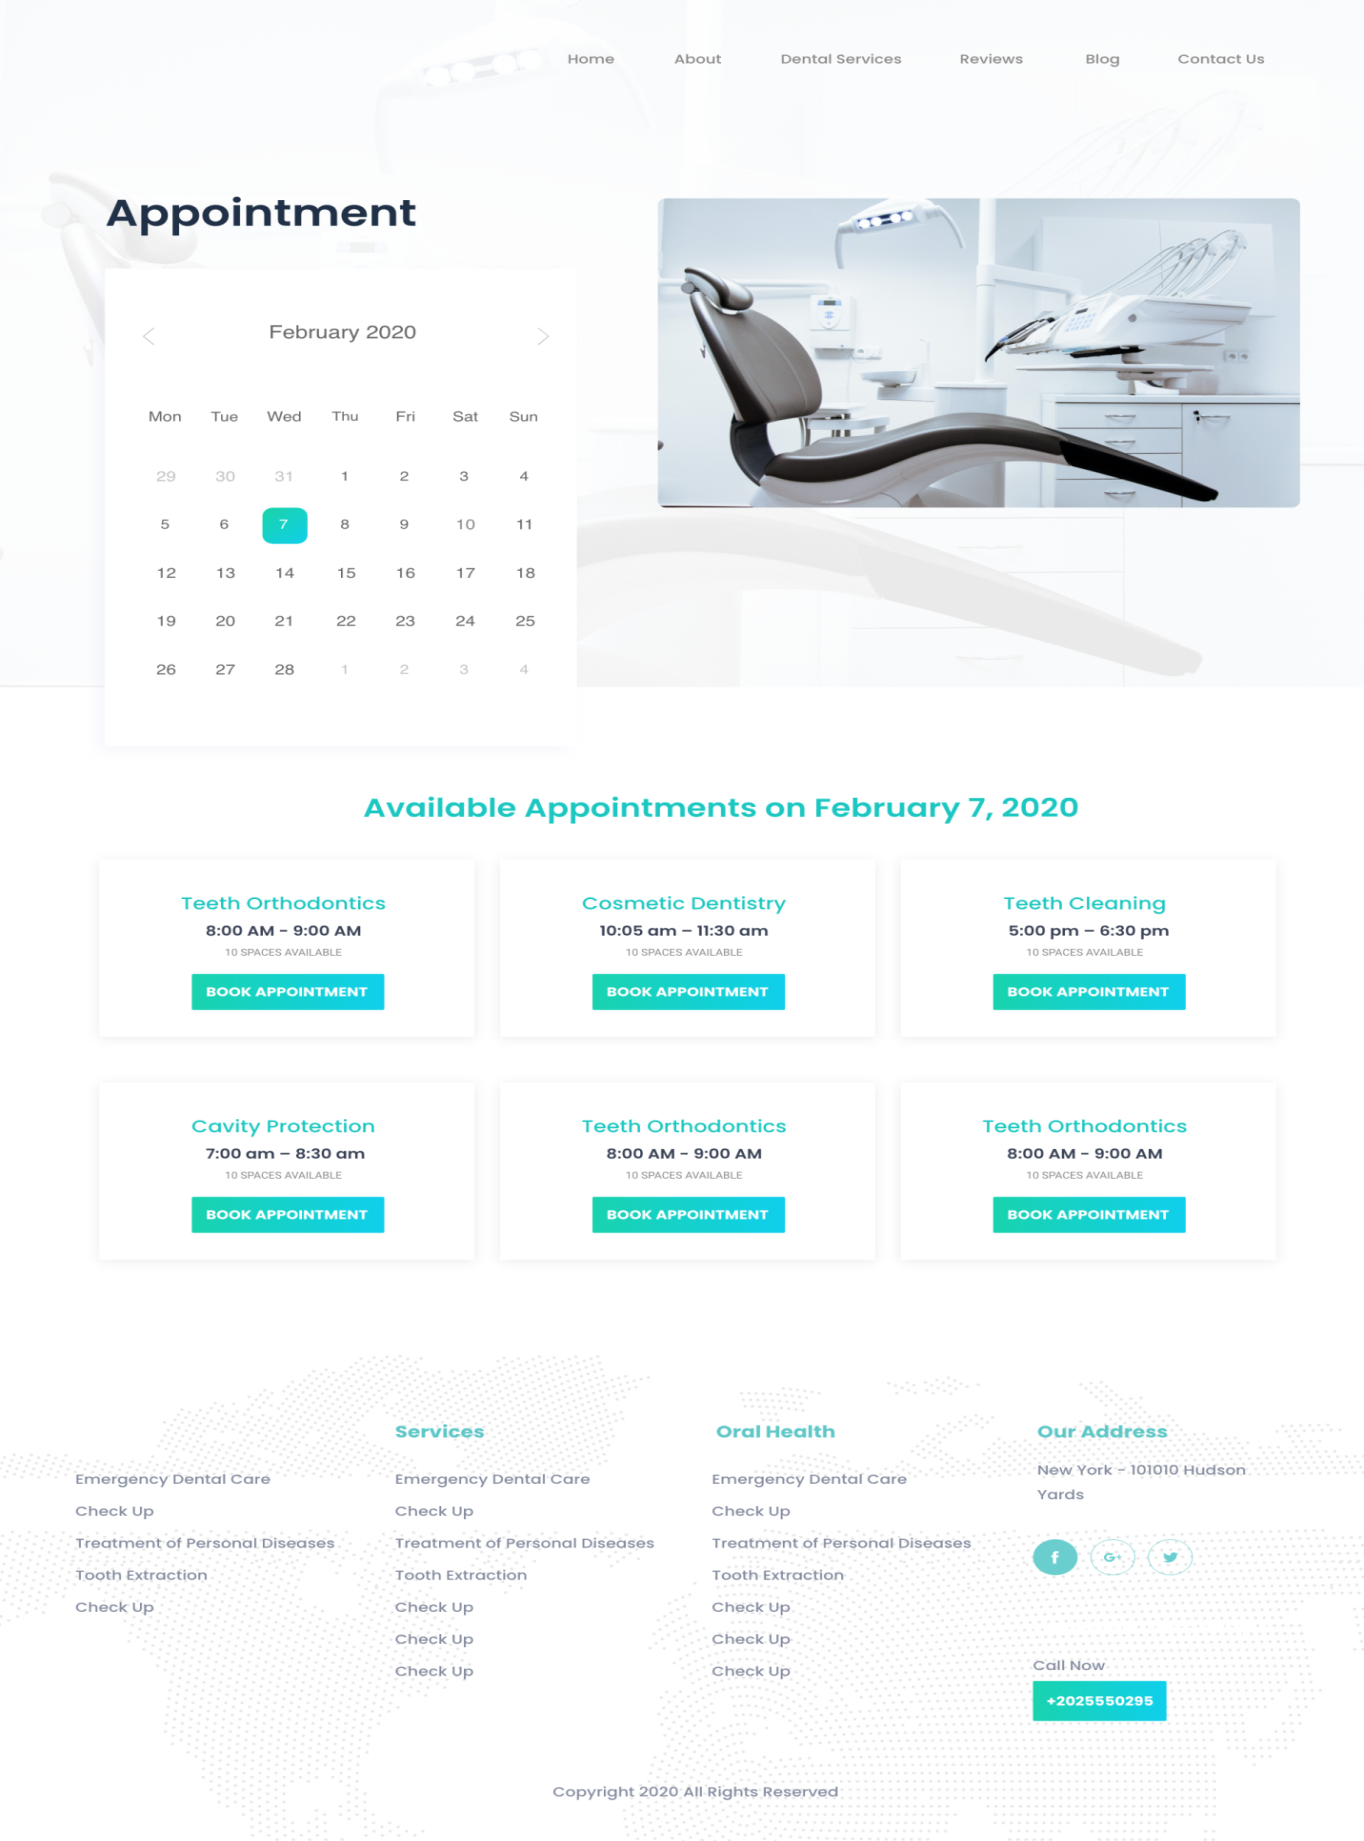 Home About Dental Services Reviews Blog Contact Us
Appointment
February 2020
Mon Tue Wed Thu Fri Sat Sun
29 30 31 1 2 3 4
5 6 7 8 9 10 11
12 13 14 15 16 17 18
19 20 21 22 23 24 25
26 27 28 1 2 3 4
Available Appointments on February 7, 2020
Teeth Orthodontics
8:00 AM - 9:00 AM
10 SPACES AVAILABLE
BOOK APPOINTMENT
Cosmetic Dentistry
10:05 am – 11:30 am
10 SPACES AVAILABLE
BOOK APPOINTMENT
Teeth Cleaning
5:00 pm – 6:30 pm
10 SPACES AVAILABLE
BOOK APPOINTMENT
Cavity Protection
7:00 am – 8:30 am
10 SPACES AVAILABLE
BOOK APPOINTMENT
Teeth Orthodontics
8:00 AM - 9:00 AM
10 SPACES AVAILABLE
BOOK APPOINTMENT
Teeth Orthodontics
8:00 AM - 9:00 AM
10 SPACES AVAILABLE
BOOK APPOINTMENT
Emergency Dental Care
Check Up
Treatment of Personal Diseases
Tooth Extraction
Check Up
Services
Emergency Dental Care
Check Up
Treatment of Personal Diseases
Tooth Extraction
Check Up
Check Up
Check Up
Oral Health
Emergency Dental Care
Check Up
Treatment of Personal Diseases
Tooth Extraction
Check Up
Check Up
Check Up
Our Address
New York - 101010 Hudson
Yards
f G+
Call Now
+2025550295
Copyright 2020 All Rights Reserved